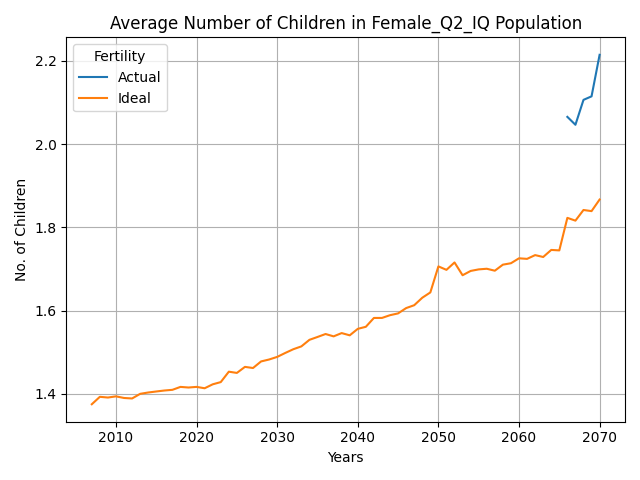 Average Number of Children in Female_Q2_IQ Population
Fertility
Actual
Ideal
No. of Children
2.2
2.0
1.8
1.6
1.4
2010 2020 2030 2040 2050 2060 2070
Years